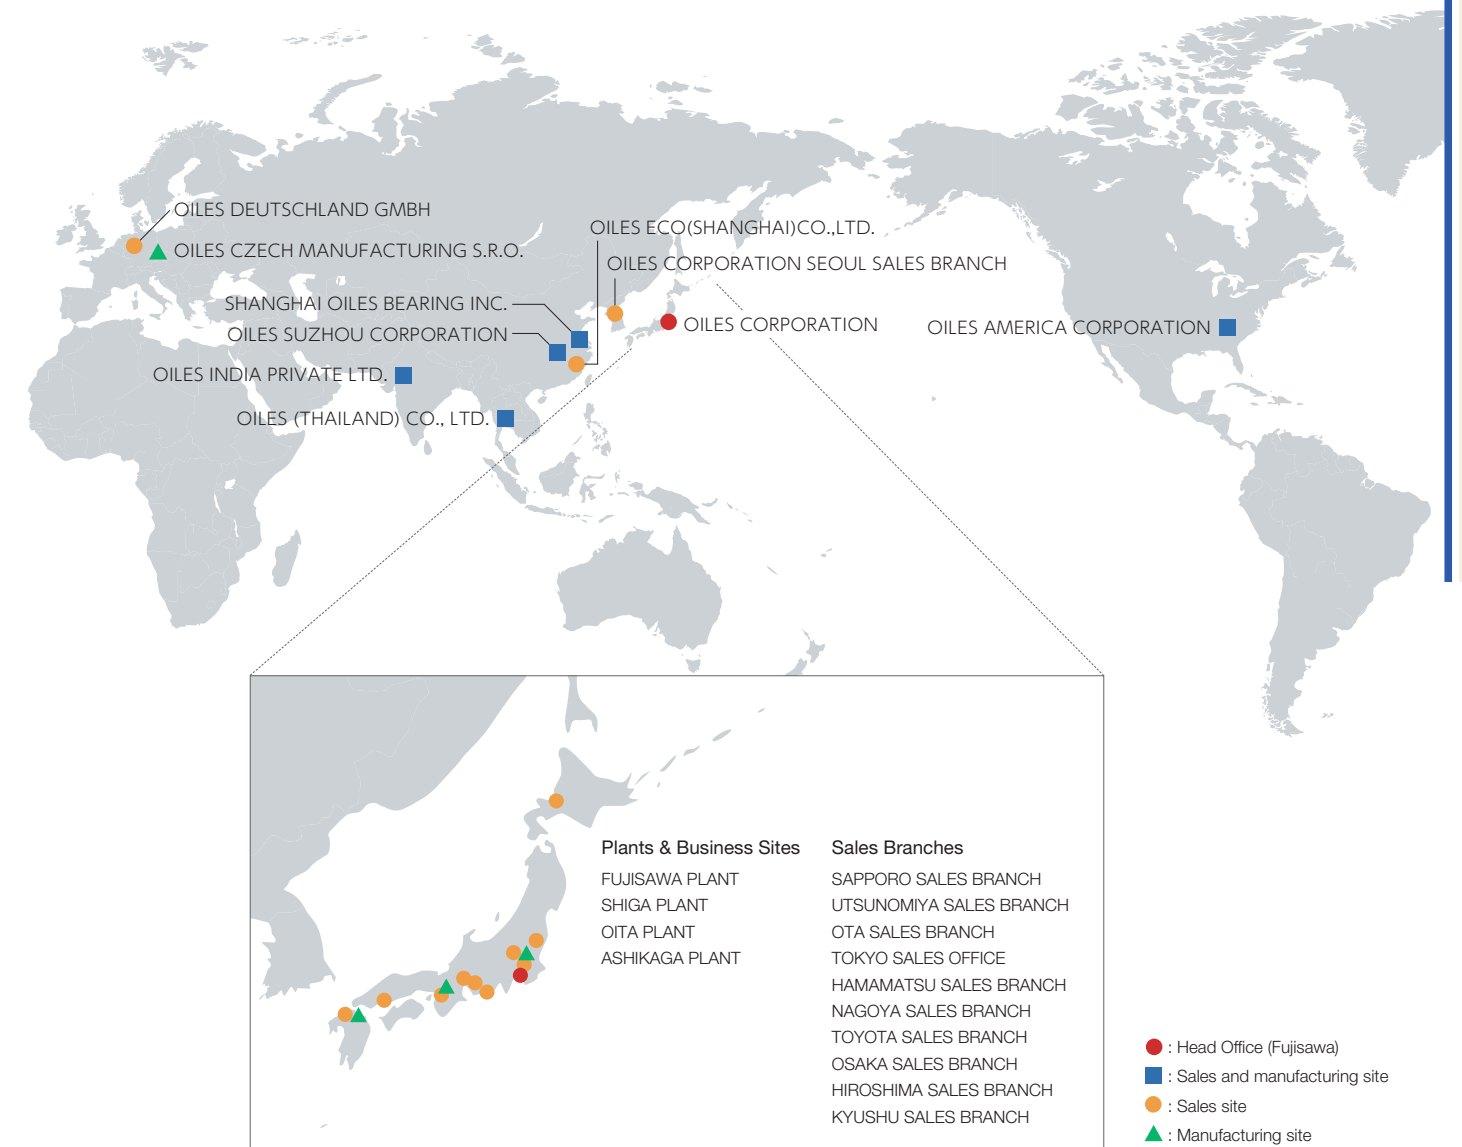 OILES DEUTSCHLAND GMBH
OILES ECO(SHANGHAI)CO.,LTD.
OILES CZECH MANUFACTURING S.R.O.
OILES CORPORATION SEOUL SALES BRANCH
SHANGHAI OILES BEARING INC.
OILES CORPORATION
OILES AMERICA CORPORATION
OILES SUZHOU CORPORATION
OILES INDIA PRIVATE LTD.
OILES (THAILAND) CO., LTD.
Plants & Business Sites
FUJISAWA PLANT
SHIGA PLANT
OITA PLANT
ASHIKAGA PLANT
Sales Branches
SAPPORO SALES BRANCH
UTSUNOMIYA SALES BRANCH
OTA SALES BRANCH
TOKYO SALES OFFICE
HAMAMATSU SALES BRANCH
NAGOYA SALES BRANCH
TOYOTA SALES BRANCH
OSAKA SALES BRANCH
HIROSHIMA SALES BRANCH
KYUSHU SALES BRANCH
: Head Office (Fujisawa)
: Sales and manufacturing site
: Sales site
: Manufacturing site